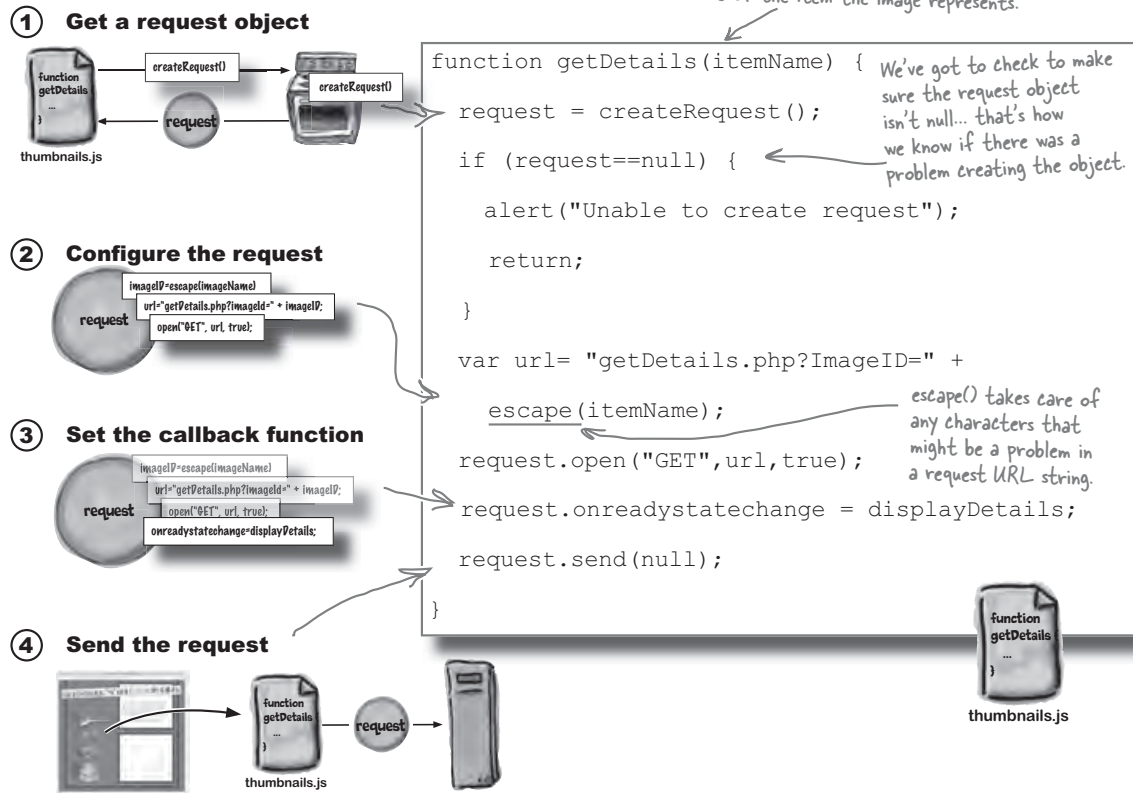 of the item the image represents.
① Get a request object
function
getDetails
...
}
thumbnails.js
createRequest()
request
createRequest()
② Configure the request
request
imageID=escape(imageName)
url="getDetails.php?imageId=" + imageID;
open("GET", url, true);
③ Set the callback function
request
imageID=escape(imageName)
url="getDetails.php?imageId=" + imageID;
open("GET", url, true);
onreadystatechange=displayDetails;
④ Send the request
function
getDetails
...
}
thumbnails.js
request
function getDetails(itemName) {
request = createRequest();
if (request==null) {
alert("Unable to create request");
return;
}
var url= "getDetails.php?ImageID=" +
escape(itemName);
request.open("GET",url,true);
request.onreadystatechange = displayDetails;
request.send(null);
}
We've got to check to make
sure the request object
isn't null... that's how
we know if there was a
problem creating the object.
escape() takes care of
any characters that
might be a problem in
a request URL string.
function
getDetails
...
}
thumbnails.js